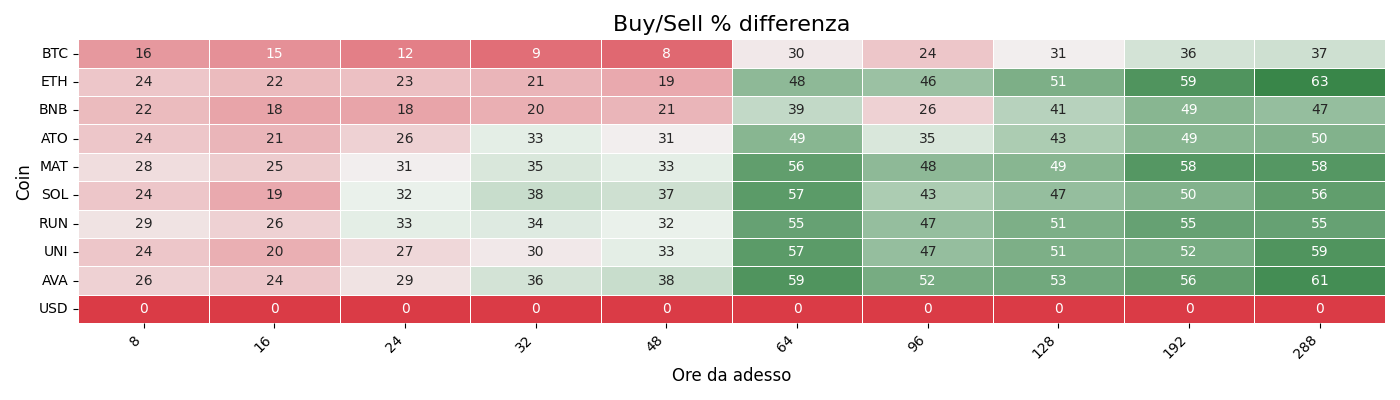 Buy/Sell % differenza
Coin
BTC 16 15 12 9 8 30 24 31 36 37
ETH 24 22 23 21 19 48 46 51 59 63
BNB 22 18 18 20 21 39 26 41 49 47
ATO 24 21 26 33 31 49 35 43 49 50
MAT 28 25 31 35 33 56 48 49 58 58
SOL 24 19 32 38 37 57 43 47 50 56
RUN 29 26 33 34 32 55 47 51 55 55
UNI 24 20 27 30 33 57 47 51 52 59
AVA 26 24 29 36 38 59 52 53 56 61
USD 0 0 0 0 0 0 0 0 0 0
8 16 24 32 48 64 96 128 192 288
Ore da adesso